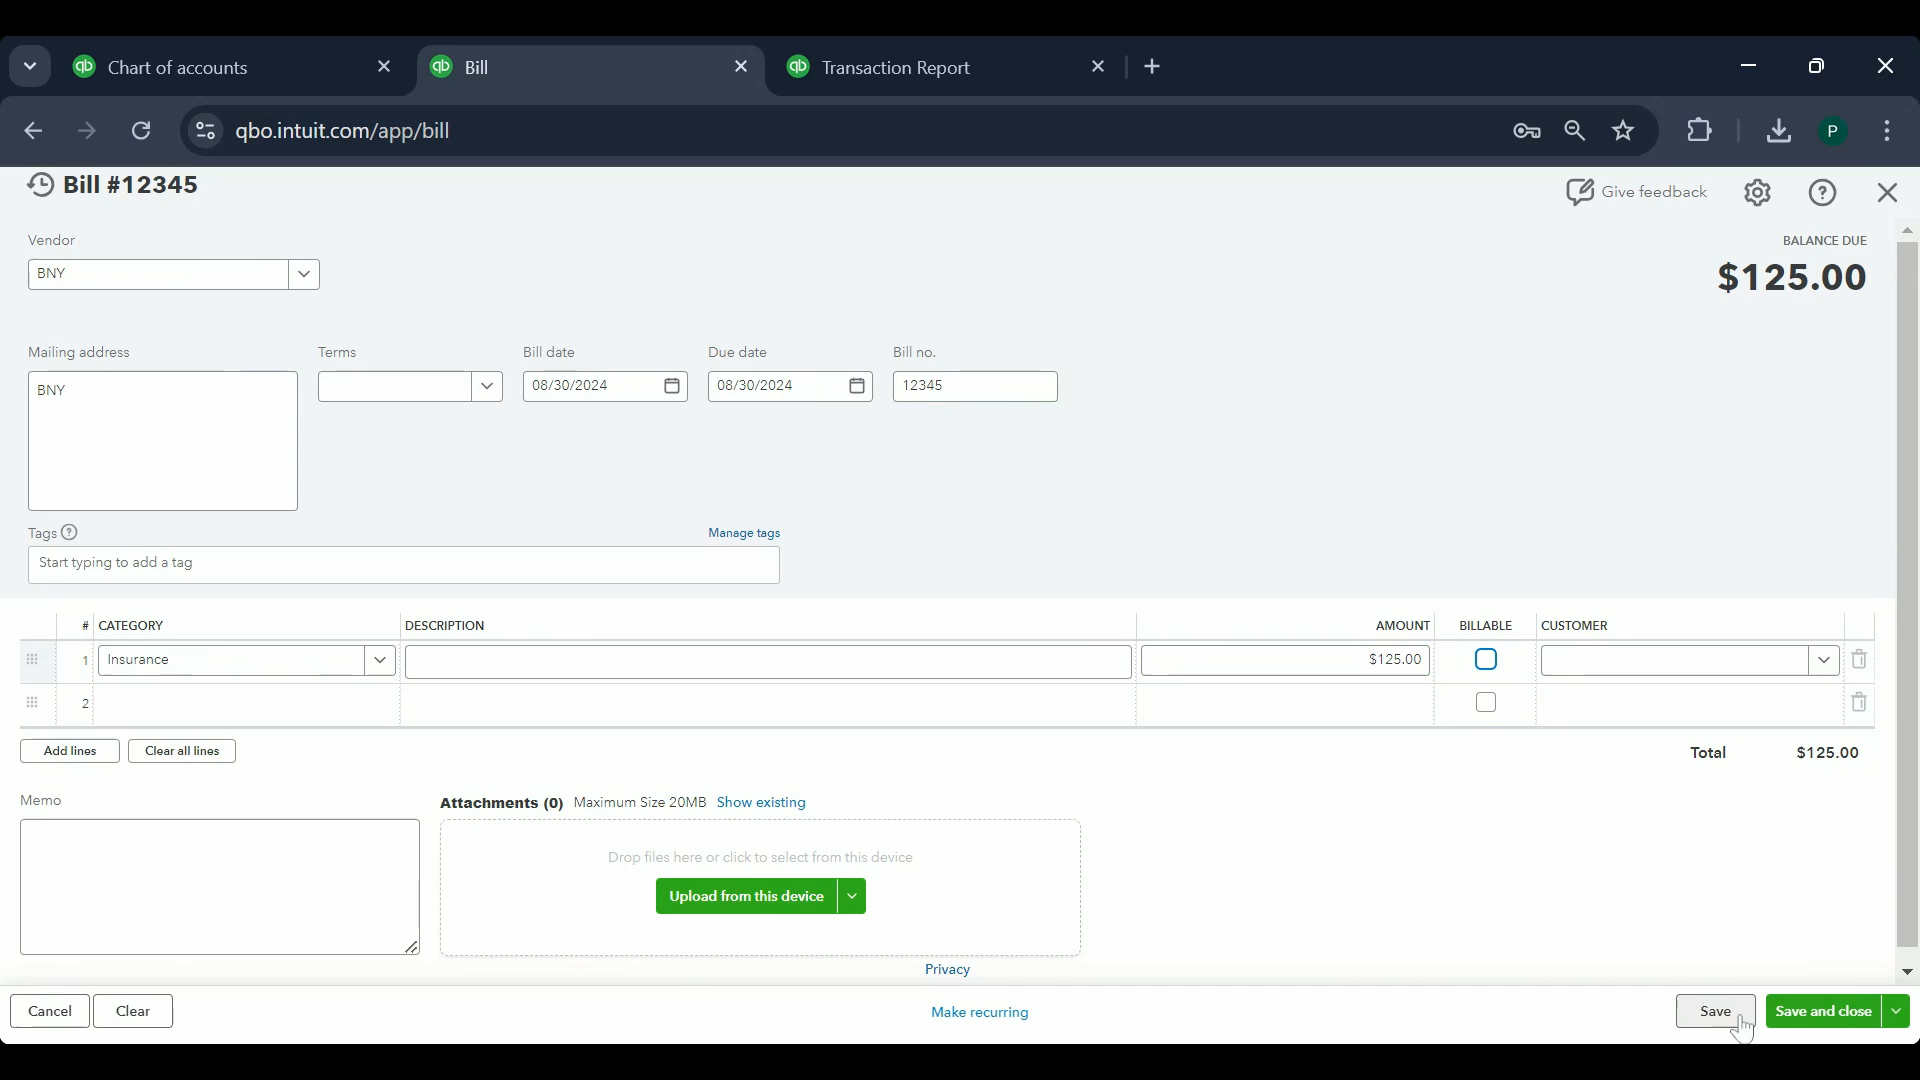 Chart of accounts
Bill
Transaction Report
qbo.intuit.com/app/bill
P
Bill #12345
Give feedback
Vendor
BALANCE DUE
BNY
$125.00
Mailing address
Terms
Bill date
Due date
Bill no.
BNY
08/30/2024
08/30/2024
12345
Tags
Manage tags
Start typing to add a tag
# CATEGORY DESCRIPTION AMOUNT BILLABLE CUSTOMER
1 Insurance $125.00
2
Add lines
Clear all lines
Total $125.00
Memo
Attachments (0) Maximum Size 20MB Show existing
Drop files here or click to select from this device
Upload from this device
Privacy
Cancel
Clear
Make recurring
Save
Save and close